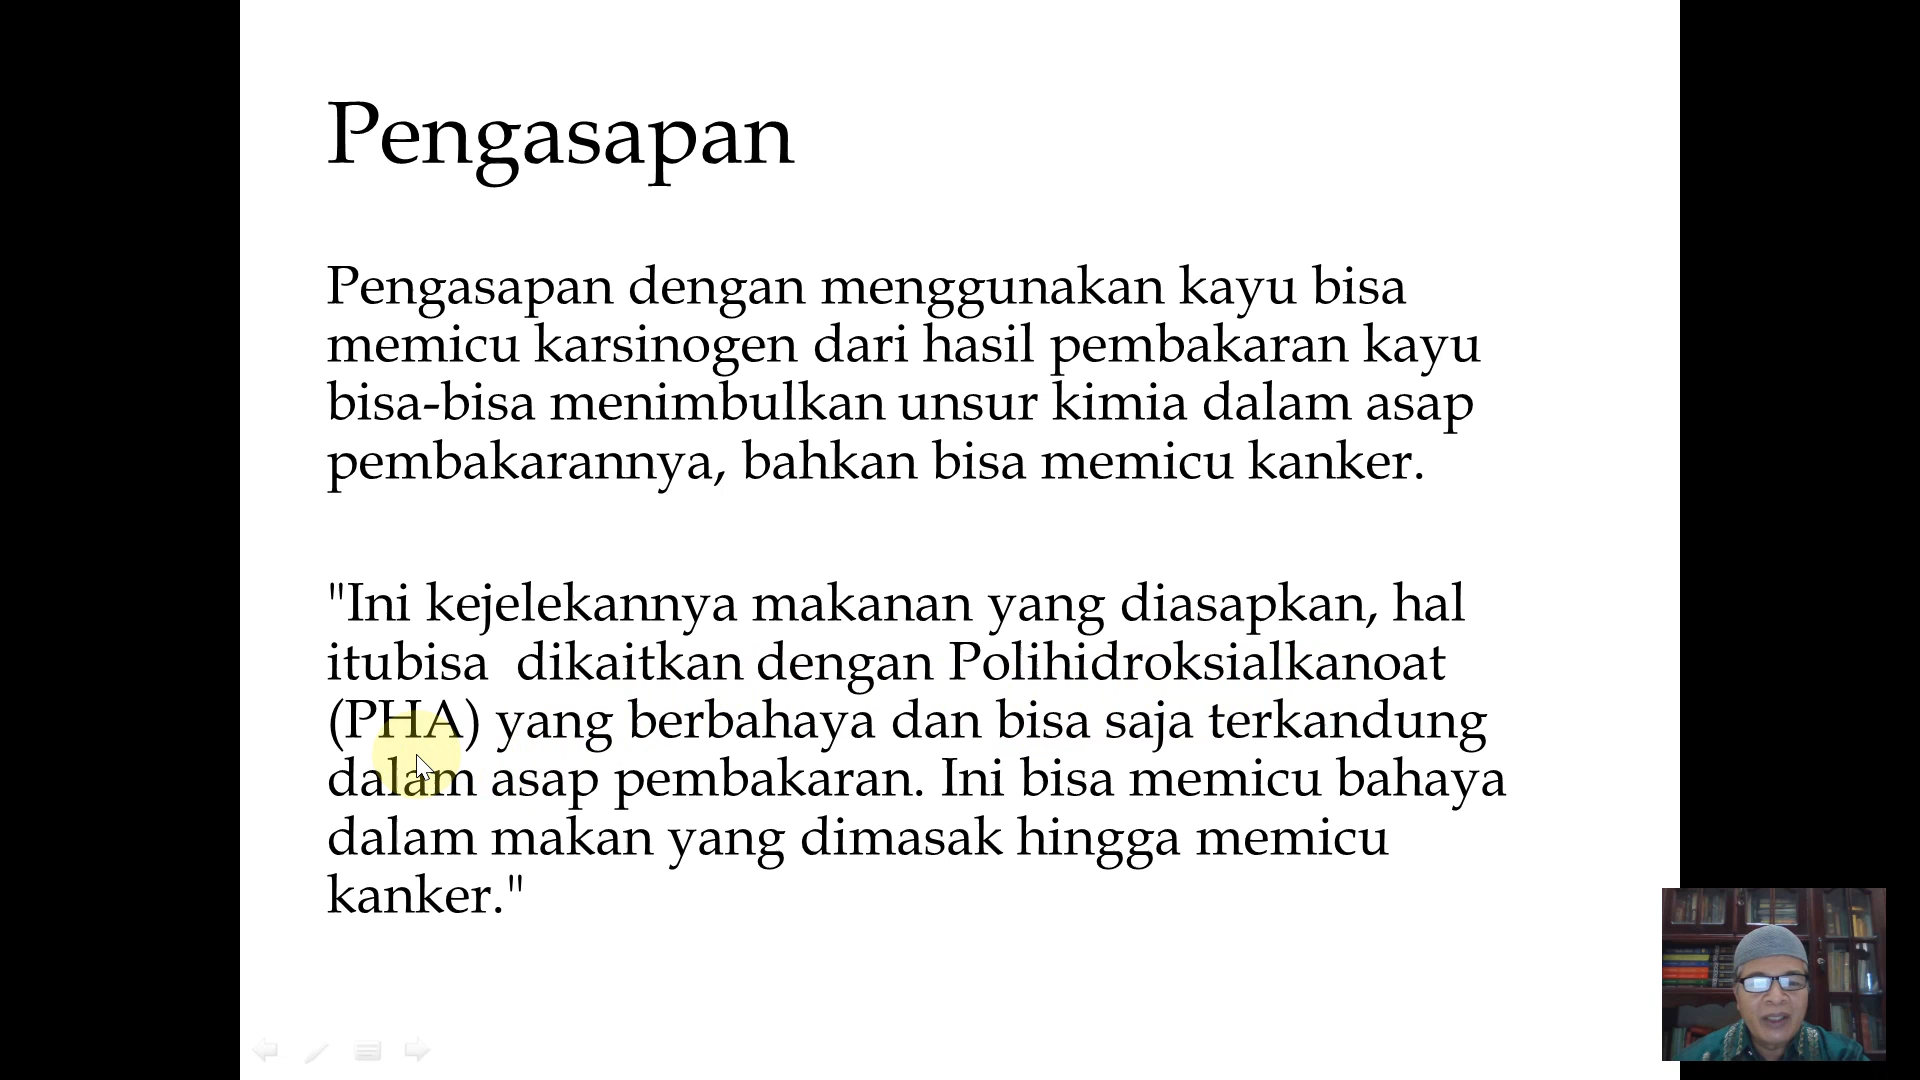 Pengasapan
Pengasapan dengan menggunakan kayu bisa
memicu karsinogen dari hasil pembakaran kayu
bisa-bisa menimbulkan unsur kimia dalam asap
pembakarannya, bahkan bisa memicu kanker.
"Ini kejelekannya makanan yang diasapkan, hal
itubisa  dikaitkan dengan Polihidroksialkanoat
(PHA) yang berbahaya dan bisa saja terkandung
dalam asap pembakaran. Ini bisa memicu bahaya
dalam makan yang dimasak hingga memicu
kanker."